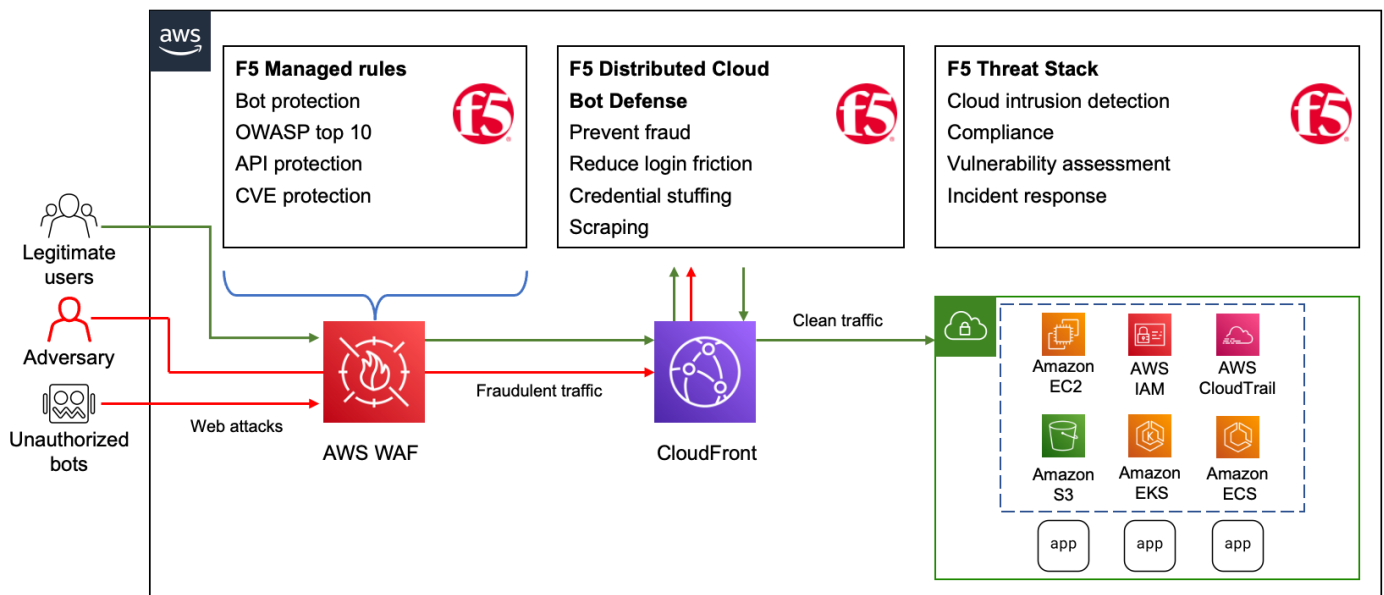 aws
F5 Managed rules
Bot protection
OWASP top 10
API protection
CVE protection
f5
F5 Distributed Cloud
Bot Defense
Prevent fraud
Reduce login friction
Credential stuffing
Scraping
f5
F5 Threat Stack
Cloud intrusion detection
Compliance
Vulnerability assessment
Incident response
f5
Legitimate
users
Adversary
Unauthorized
bots
Web attacks
AWS WAF
Fraudulent traffic
CloudFront
Clean traffic
Amazon
EC2
AWS
IAM
AWS
CloudTrail
Amazon
S3
K
Amazon
EKS
Amazon
ECS
app
app
app